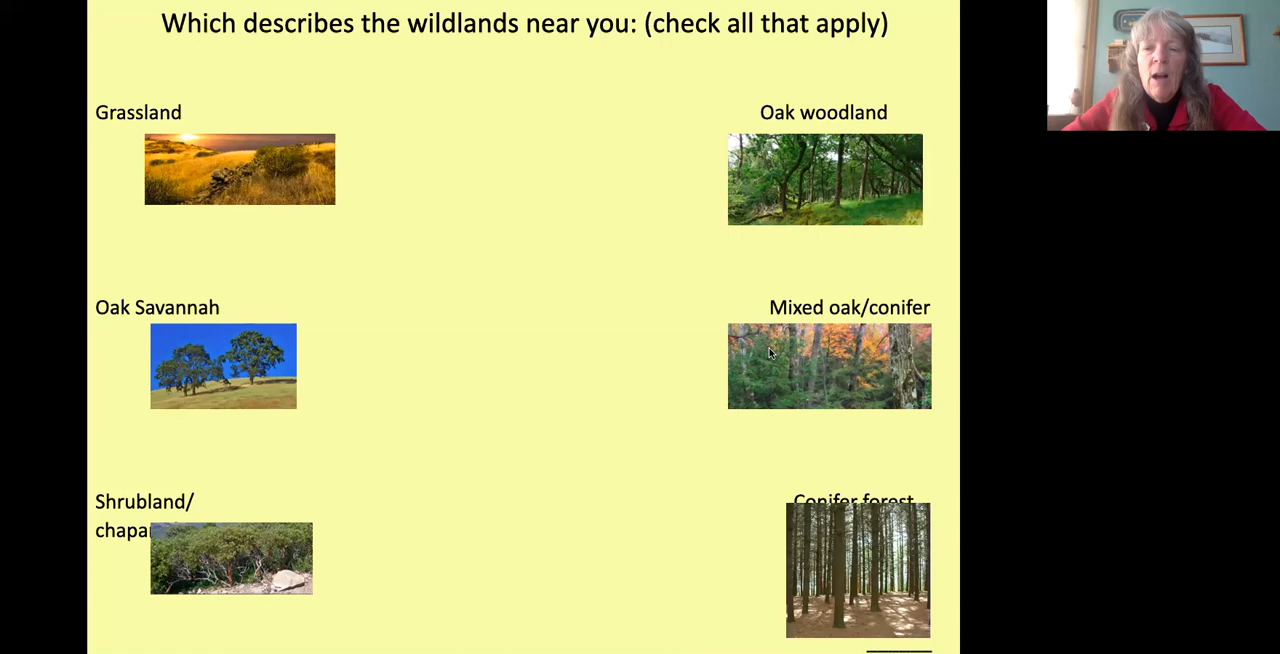 Which describes the wildlands near you: (check all that apply)
Grassland
Oak woodland
Oak Savannah
Mixed oak/conifer
Shrubland/
Conifer forest